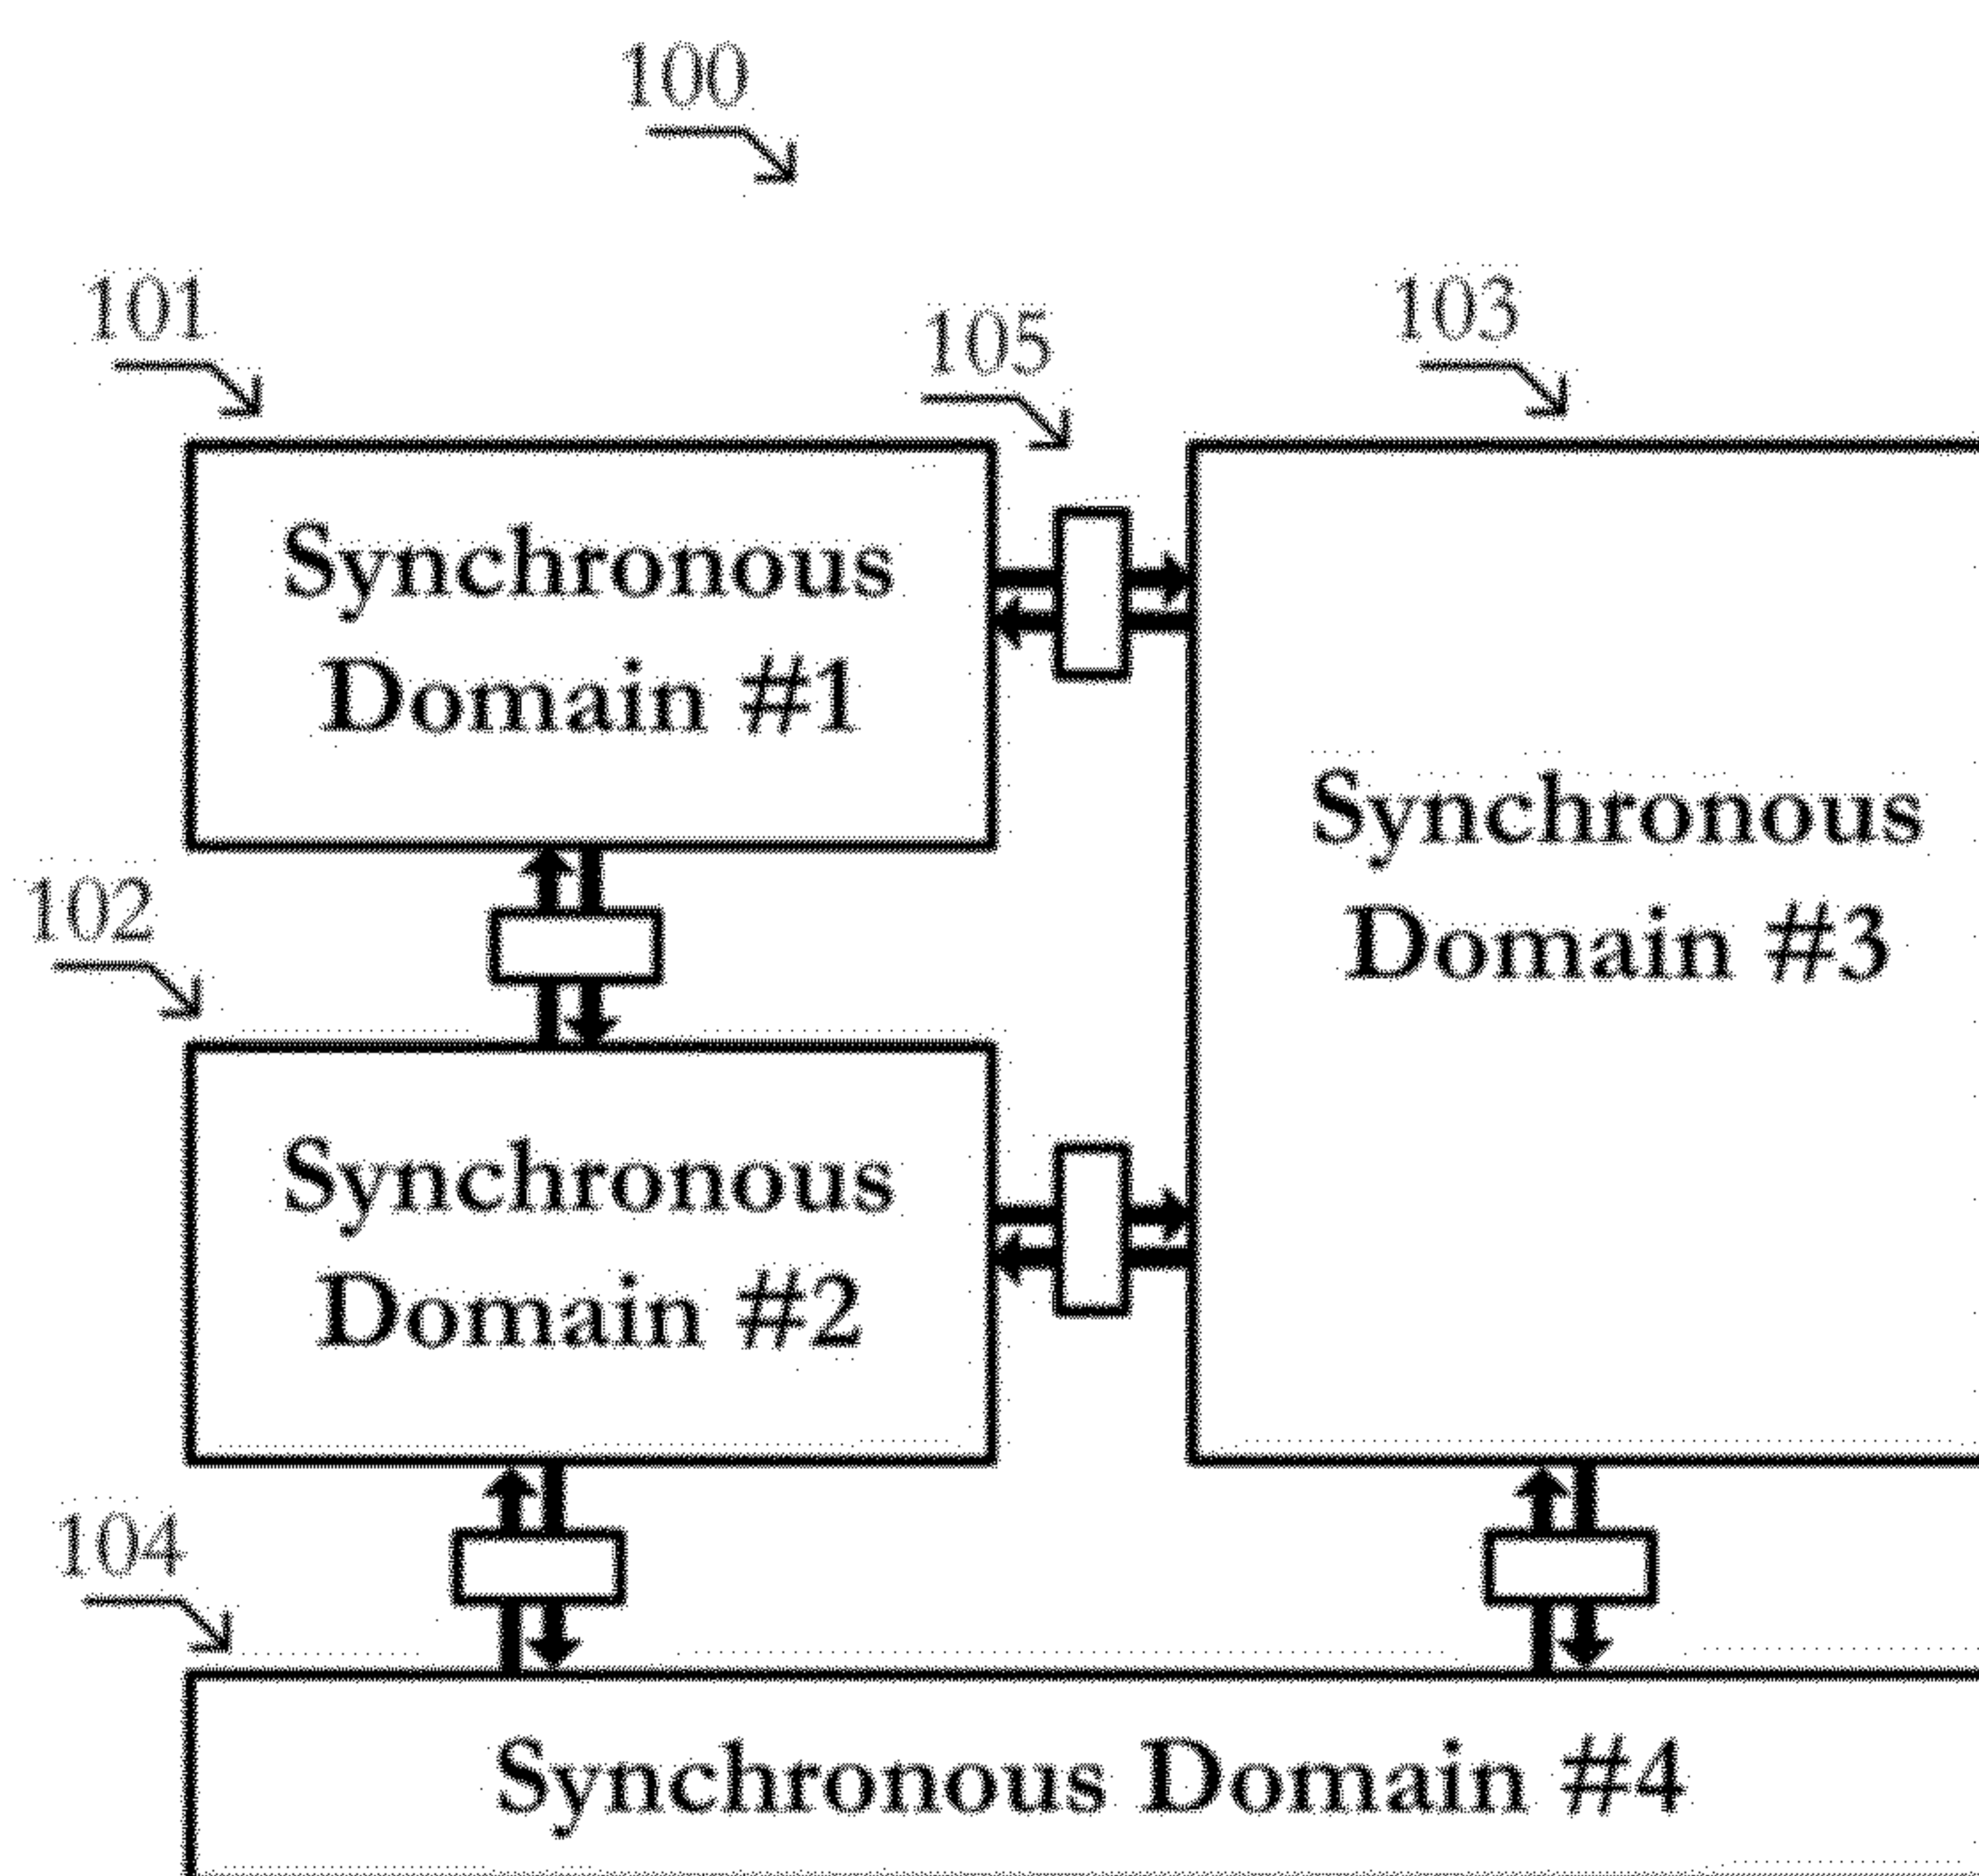 100
101
105
103
Synchronous
Domain #1
Synchronous
Domain #3
102
Synchronous
Domain #2
104
Synchronous Domain #4